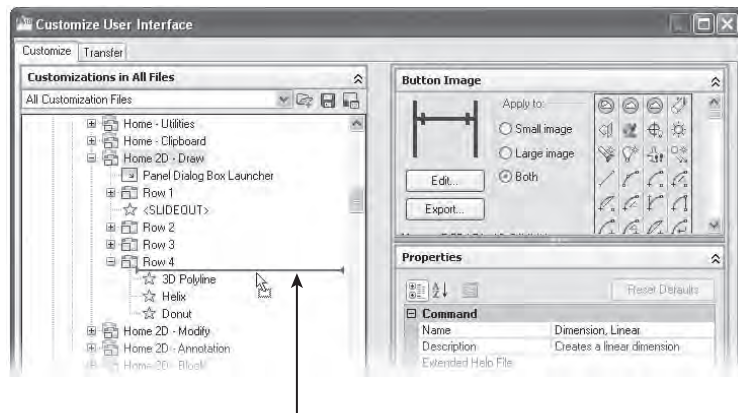 Customize User Interface
Customize Transfer
Customizations in All Files
All Customization Files
Home - Utilities
Home - Clipboard
Home 2D - Draw
Panel Dialog Box Launcher
Row 1
<SLIDEOUT>
Row 2
Row 3
Row 4
3D Polyline
Helix
Donut
Home 2D - Modify
Home 2D - Annotation
Home 2D - Block
Button Image
Apply to:
Small image
Large image
Both
Edit...
Export...
Properties
Reset Defaults
Command
Name Dimension, Linear
Description Creates a linear dimension
Extended Help File